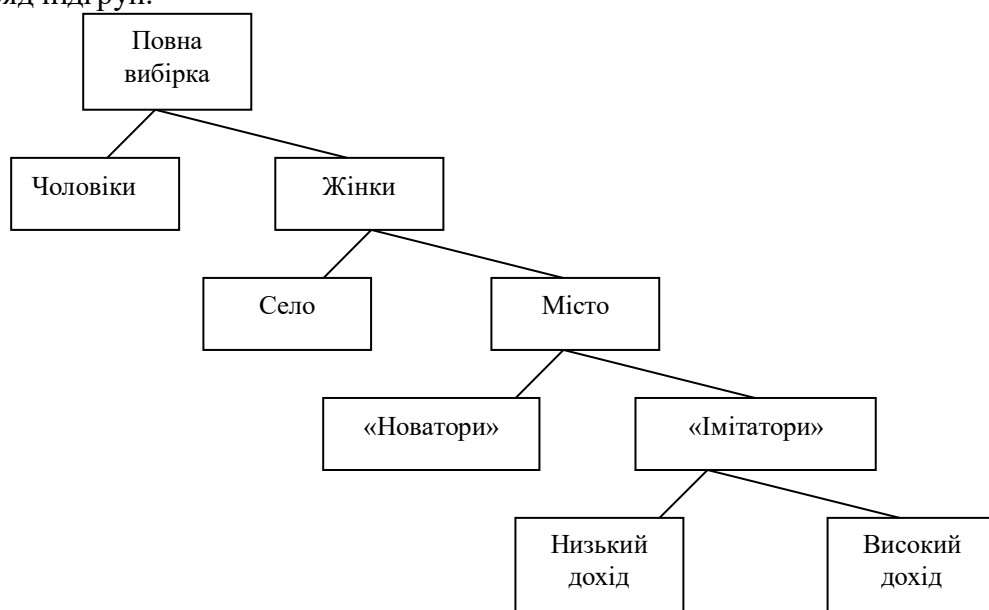 Повна
вибірка
Чоловіки
Жінки
Село
Місто
«Новатори»
«Імітатори»
Низький
дохід
Високий
дохід